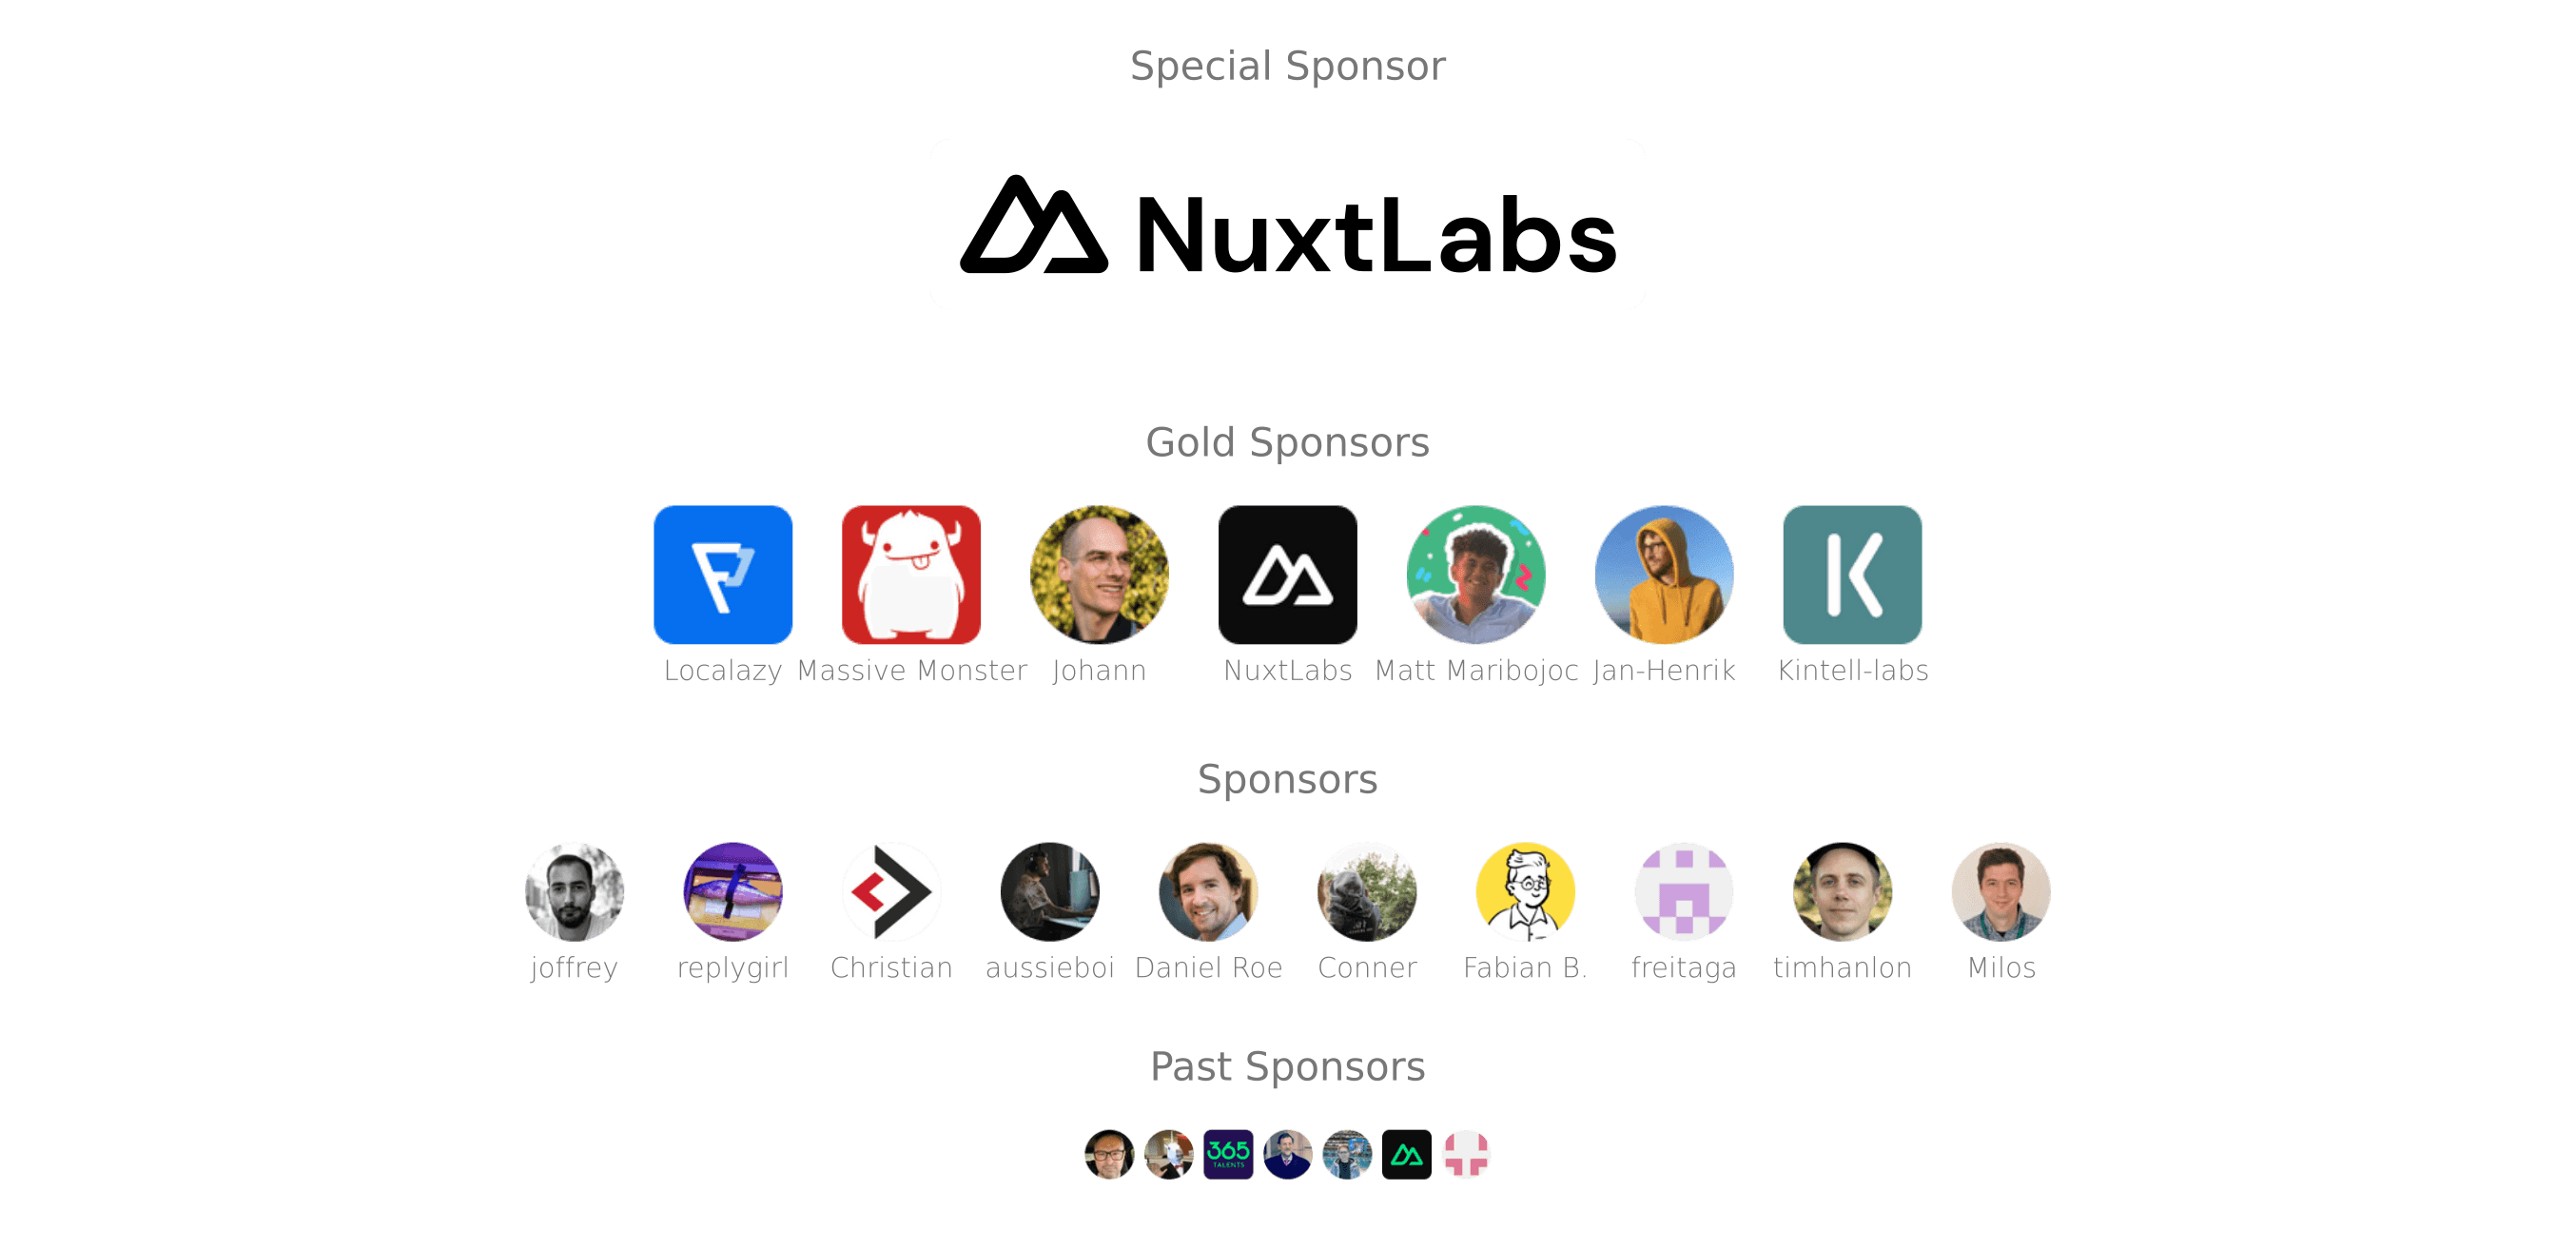 Special Sponsor
NuxtLabs
Gold Sponsors
Localazy Massive Monster Johann NuxtLabs Matt Maribojoc Jan-Henrik Kintell-labs
Sponsors
joffrey replygirl Christian aussieboi Daniel Roe Conner Fabian B. freitaga timhanlon Milos
Past Sponsors
365
TALENTS